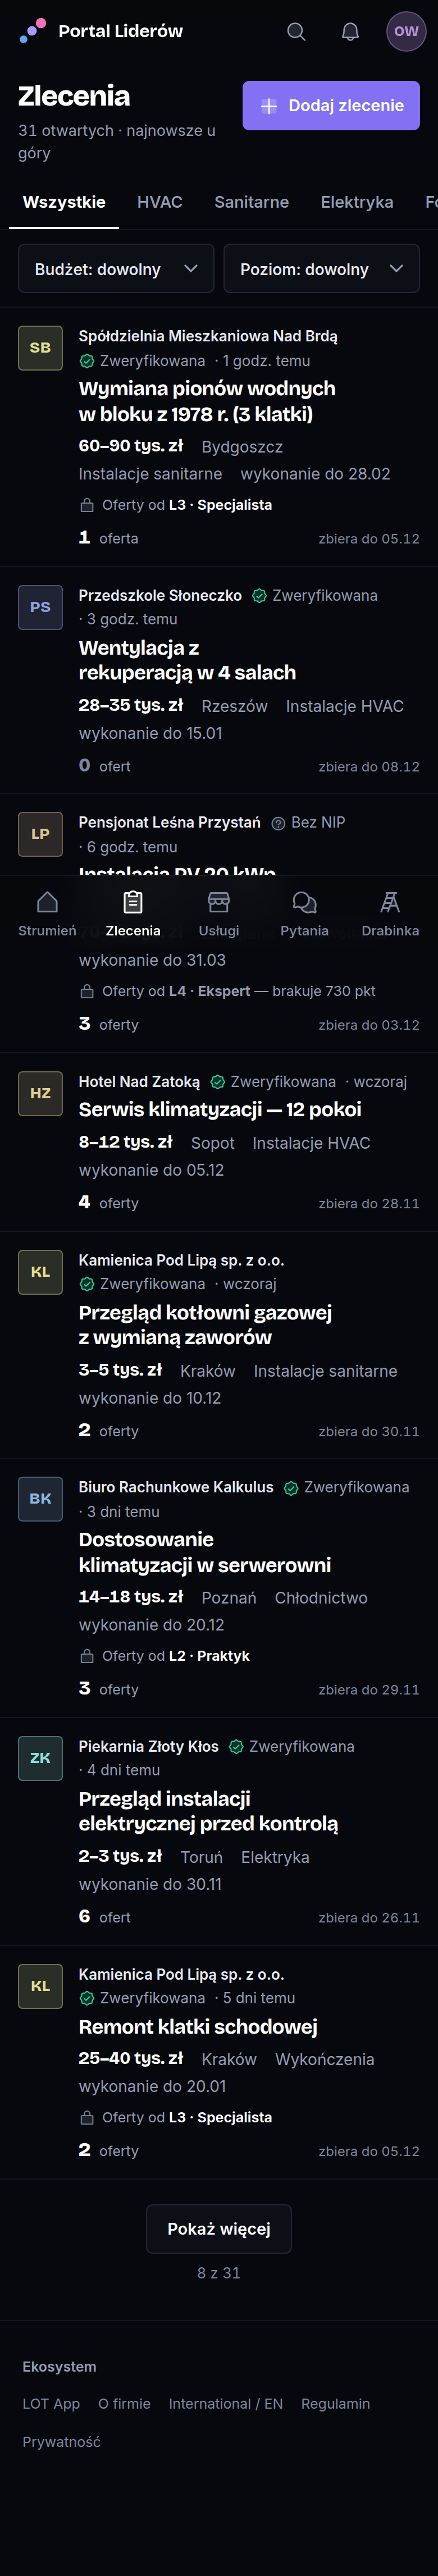 Portal Liderów
OW
Zlecenia
31 otwartych · najnowsze u
góry
Dodaj zlecenie
Wszystkie HVAC Sanitarne Elektryka Fo
Budżet: dowolny Poziom: dowolny
SB
Spółdzielnia Mieszkaniowa Nad Brdą
Zweryfikowana · 1 godz. temu
Wymiana pionów wodnych
w bloku z 1978 r. (3 klatki)
60–90 tys. zł Bydgoszcz
Instalacje sanitarne wykonanie do 28.02
Oferty od L3 · Specjalista
1 oferta zbiera do 05.12
PS
Przedszkole Słoneczko Zweryfikowana
· 3 godz. temu
Wentylacja z
rekuperacją w 4 salach
28–35 tys. zł Rzeszów Instalacje HVAC
wykonanie do 15.01
0 ofert zbiera do 08.12
LP
Pensjonat Leśna Przystań Bez NIP
· 6 godz. temu
Instalacja PV 20 kWp
Strumień Zlecenia Usługi Pytania Drabinka
wykonanie do 31.03
Oferty od L4 · Ekspert — brakuje 730 pkt
3 oferty zbiera do 03.12
HZ
Hotel Nad Zatoką Zweryfikowana · wczoraj
Serwis klimatyzacji — 12 pokoi
8–12 tys. zł Sopot Instalacje HVAC
wykonanie do 05.12
4 oferty zbiera do 28.11
KL
Kamienica Pod Lipą sp. z o.o.
Zweryfikowana · wczoraj
Przegląd kotłowni gazowej
z wymianą zaworów
3–5 tys. zł Kraków Instalacje sanitarne
wykonanie do 10.12
2 oferty zbiera do 30.11
BK
Biuro Rachunkowe Kalkulus Zweryfikowana
· 3 dni temu
Dostosowanie
klimatyzacji w serwerowni
14–18 tys. zł Poznań Chłodnictwo
wykonanie do 20.12
Oferty od L2 · Praktyk
3 oferty zbiera do 29.11
ZK
Piekarnia Złoty Kłos Zweryfikowana
· 4 dni temu
Przegląd instalacji
elektrycznej przed kontrolą
2–3 tys. zł Toruń Elektryka
wykonanie do 30.11
6 ofert zbiera do 26.11
KL
Kamienica Pod Lipą sp. z o.o.
Zweryfikowana · 5 dni temu
Remont klatki schodowej
25–40 tys. zł Kraków Wykończenia
wykonanie do 20.01
Oferty od L3 · Specjalista
2 oferty zbiera do 05.12
Pokaż więcej
8 z 31
Ekosystem
LOT App O firmie International / EN Regulamin
Prywatność